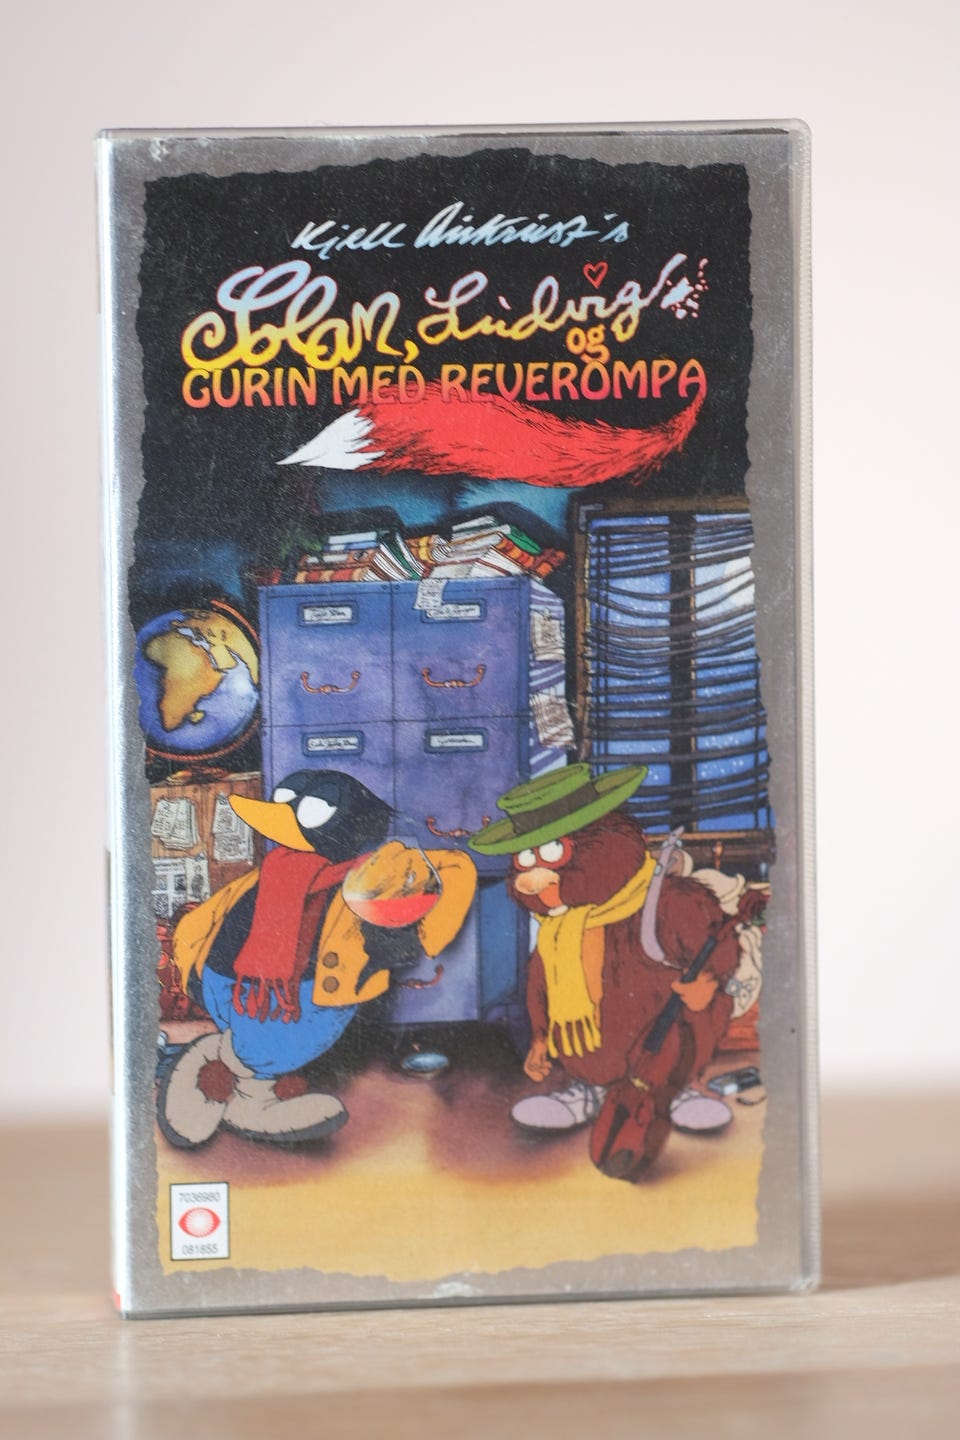 Kjell Aukrust's
Solan, Ludvig
og
GURIN MED REVEROMPA
7036980
081855